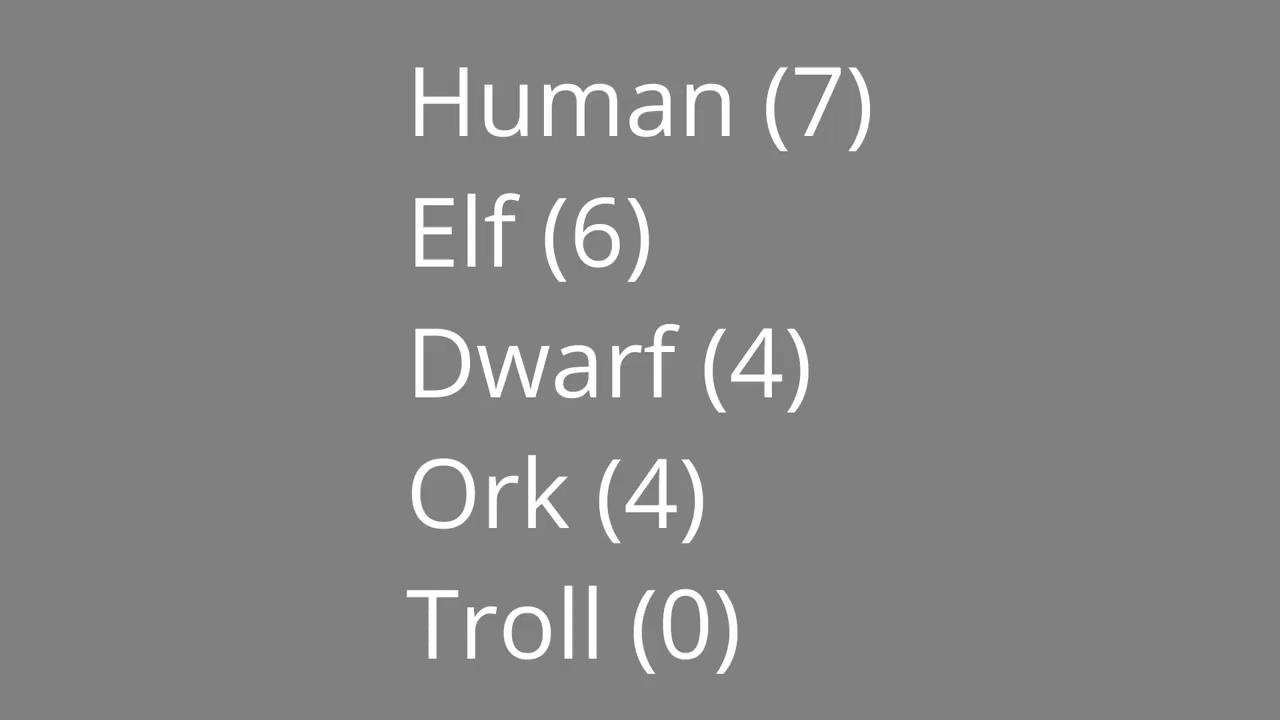 Human (7)
Elf (6)
Dwarf (4)
Ork (4)
Troll (0)